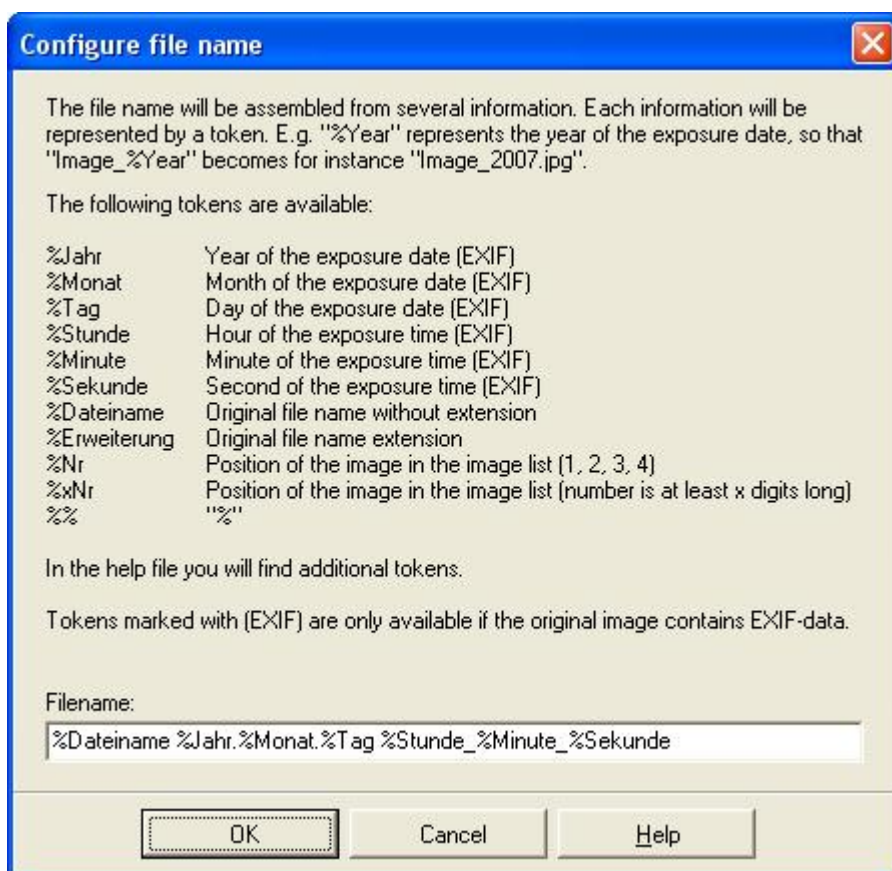 Configure file name
The file name will be assembled from several information. Each information will be
represented by a token. E.g. "%Year" represents the year of the exposure date, so that
"Image_%Year" becomes for instance "Image_2007.jpg".
The following tokens are available:
%Jahr Year of the exposure date (EXIF)
%Monat Month of the exposure date (EXIF)
%Tag Day of the exposure date (EXIF)
%Stunde Hour of the exposure time (EXIF)
%Minute Minute of the exposure time (EXIF)
%Sekunde Second of the exposure time (EXIF)
%Dateiname Original file name without extension
%Erweiterung Original file name extension
%Nr Position of the image in the image list (1, 2, 3, 4)
%xNr Position of the image in the image list (number is at least x digits long)
%% "%"
In the help file you will find additional tokens.
Tokens marked with (EXIF) are only available if the original image contains EXIF-data.
Filename:
%Dateiname %Jahr.%Monat.%Tag %Stunde_%Minute_%Sekunde
OK Cancel Help